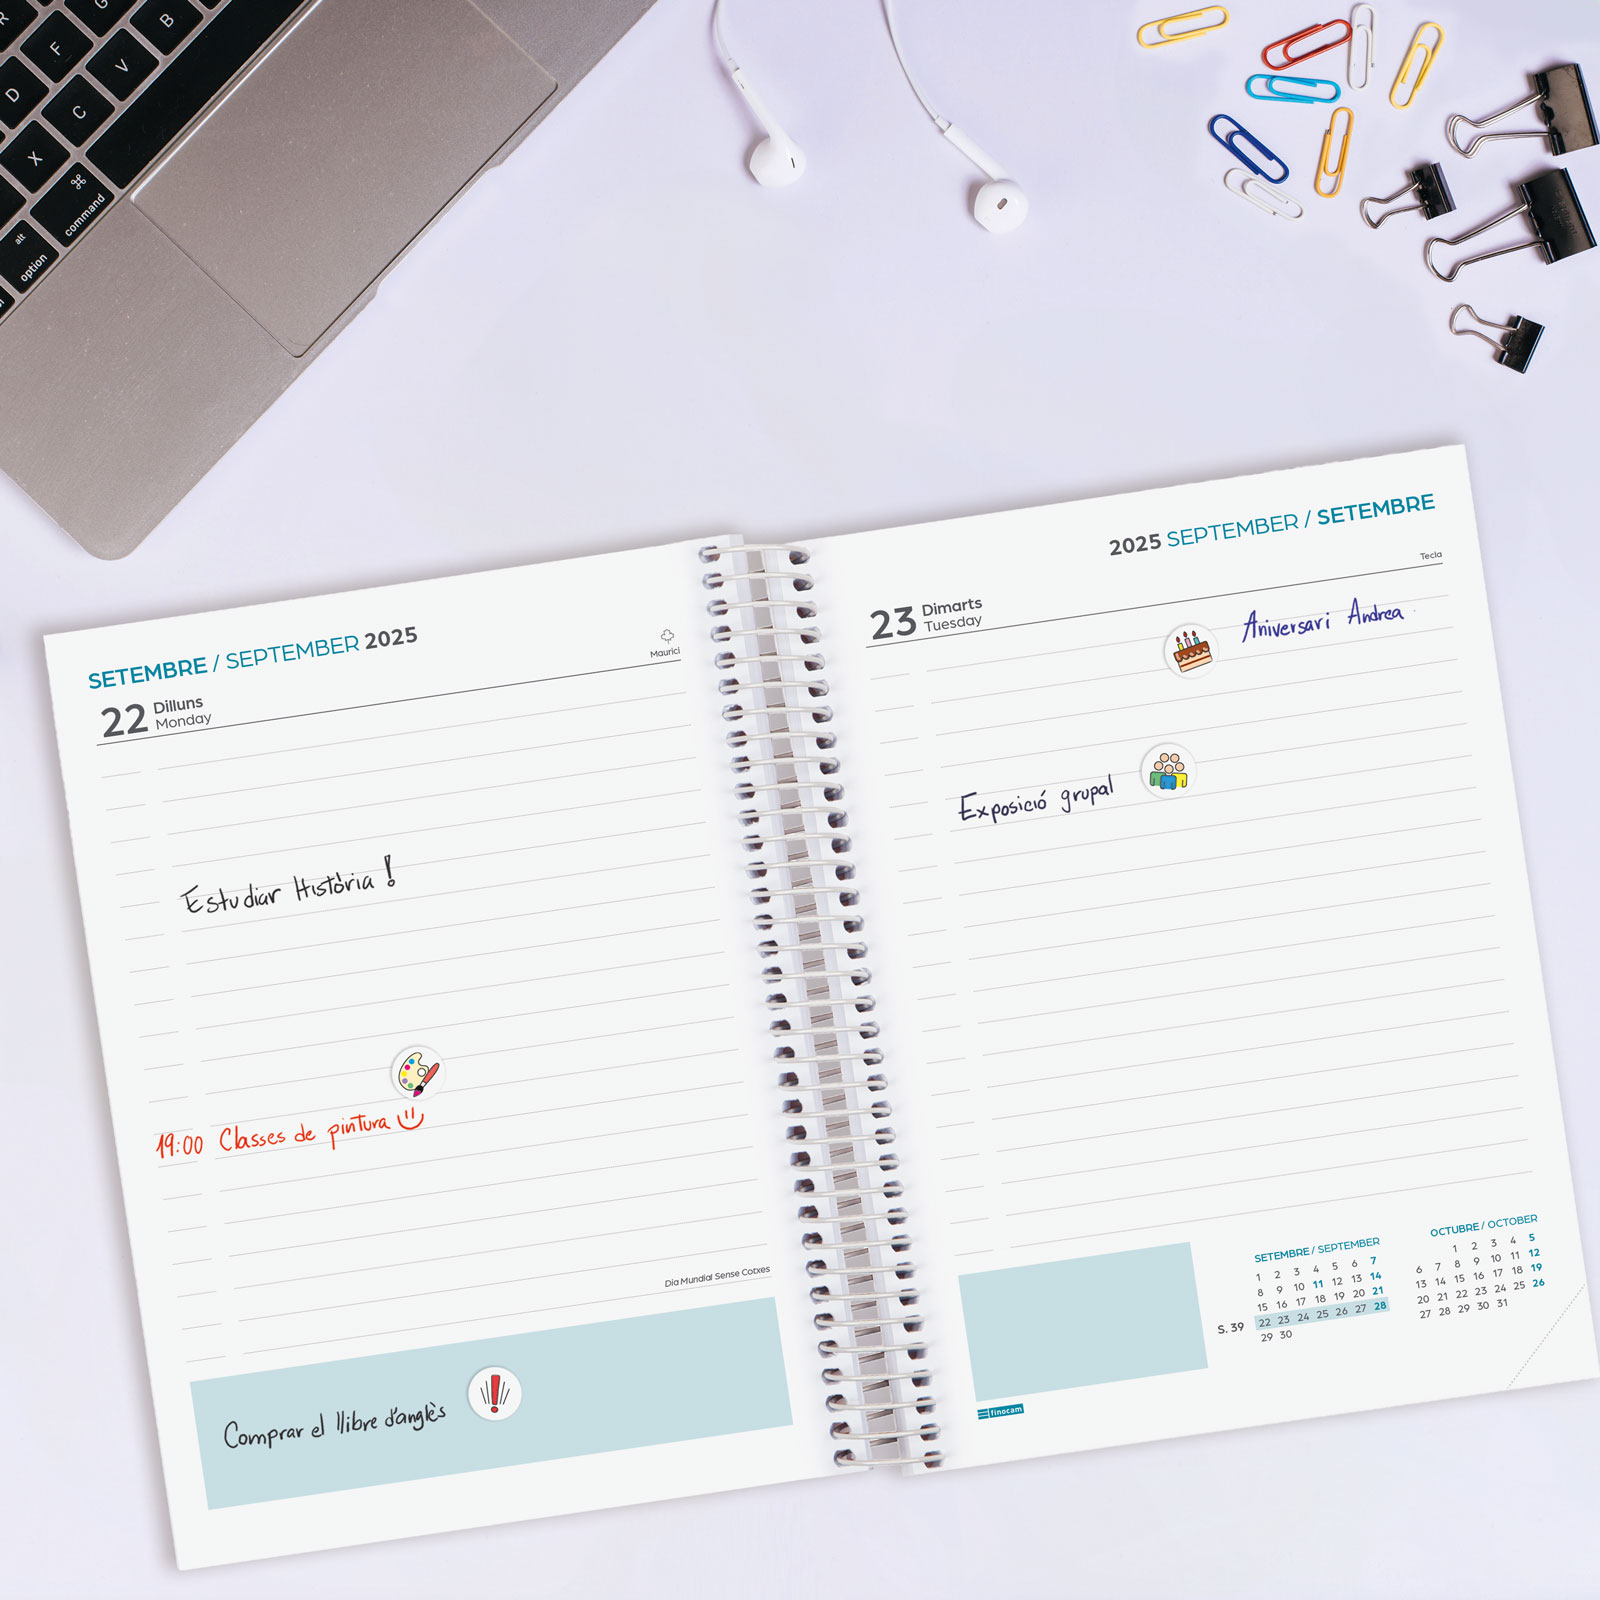 R
F
G
V
B
D
C
X
⌘
command
alt
option
SETEMBRE / SEPTEMBER 2025
Maurici
22 Dilluns
Monday
Estudiar Història !
19:00 Classes de pintura
Dia Mundial Sense Cotxes
Comprar el llibre d'anglès
2025 SEPTEMBER / SETEMBRE
Tecla
23 Dimarts
Tuesday
Aniversari Andrea
Exposició grupal
SETEMBRE / SEPTEMBER
1 2 3 4 5 6 7
8 9 10 11 12 13 14
15 16 17 18 19 20 21
S. 39 22 23 24 25 26 27 28
29 30
OCTUBRE / OCTOBER
1 2 3 4 5
6 7 8 9 10 11 12
13 14 15 16 17 18 19
20 21 22 23 24 25 26
27 28 29 30 31
finocam